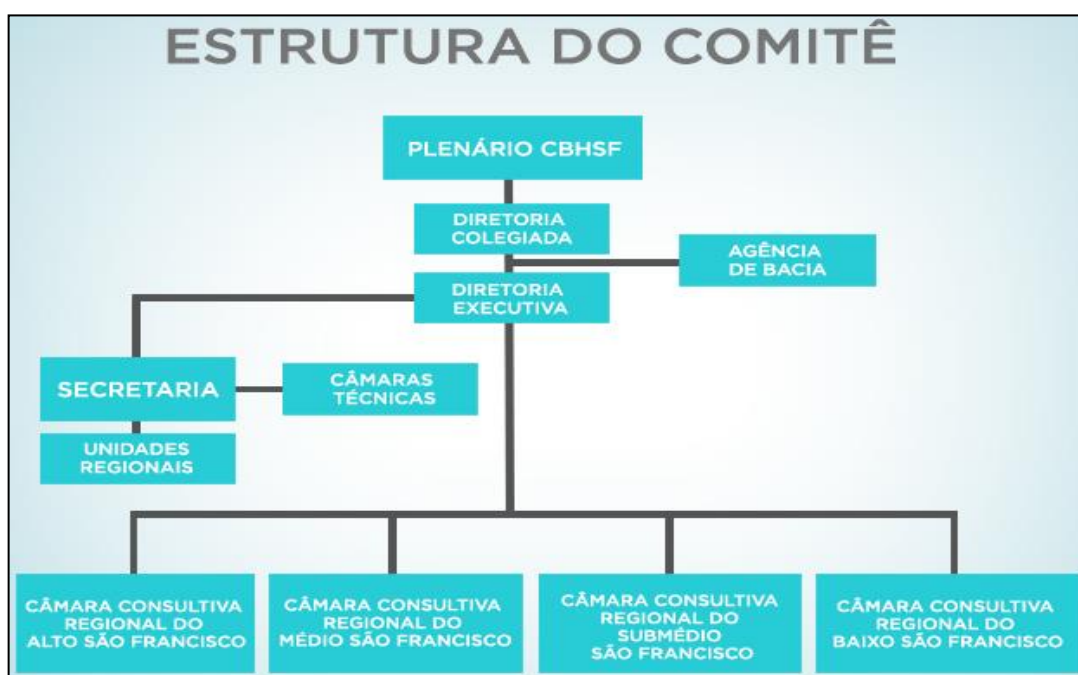 ESTRUTURA DO COMITÊ
PLENÁRIO CBHSF
DIRETORIA
COLEGIADA
AGÊNCIA
DE BACIA
DIRETORIA
EXECUTIVA
SECRETARIA
CÂMARAS
TÉCNICAS
UNIDADES
REGIONAIS
CÂMARA CONSULTIVA
REGIONAL DO
ALTO SÃO FRANCISCO
CÂMARA CONSULTIVA
REGIONAL DO
MÉDIO SÃO FRANCISCO
CÂMARA CONSULTIVA
REGIONAL DO
SUBMÉDIO
SÃO FRANCISCO
CÂMARA CONSULTIVA
REGIONAL DO
BAIXO SÃO FRANCISCO